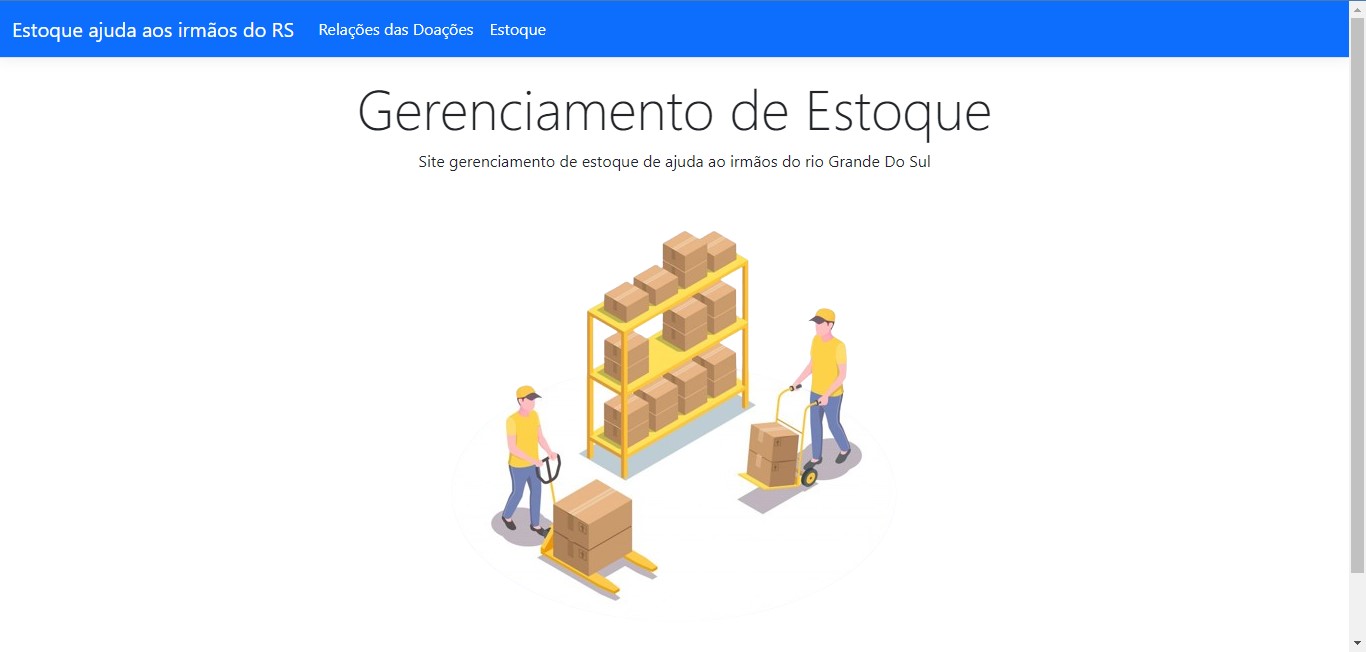 Estoque ajuda aos irmãos do RS Relações das Doações Estoque
Gerenciamento de Estoque
Site gerenciamento de estoque de ajuda ao irmãos do rio Grande Do Sul